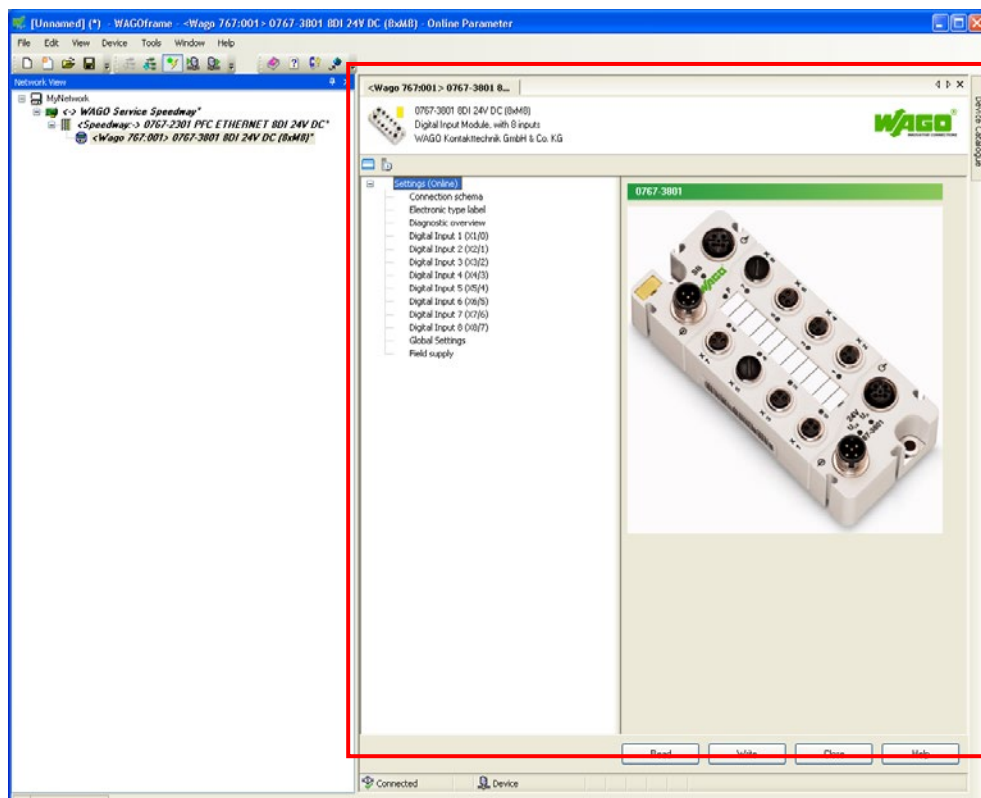 [Unnamed] (*) - WAGOframe - <Wago 767:001> 0767-3801 8DI 24V DC (8xM8) - Online Parameter
File Edit View Device Tools Window Help
Network View
MyNetwork
<-> WAGO Service Speedway*
<Speedway:-> 0767-2301 PFC ETHERNET 8DI 24V DC*
<Wago 767:001> 0767-3801 8DI 24V DC (8xM8)*
<Wago 767:001> 0767-3801 8...
0767-3801 8DI 24V DC (8xM8)
Digital Input Module, with 8 inputs
WAGO Kontakttechnik GmbH & Co. KG
WAGO
INNOVATIVE CONNECTIONS
Device Catalogue
Settings (Online)
Connection schema
Electronic type label
Diagnostic overview
Digital Input 1 (X1/0)
Digital Input 2 (X2/1)
Digital Input 3 (X3/2)
Digital Input 4 (X4/3)
Digital Input 5 (X5/4)
Digital Input 6 (X6/5)
Digital Input 7 (X7/6)
Digital Input 8 (X8/7)
Global Settings
Field supply
0767-3801
WAGO
24V
Read Write Close Help
Connected Device